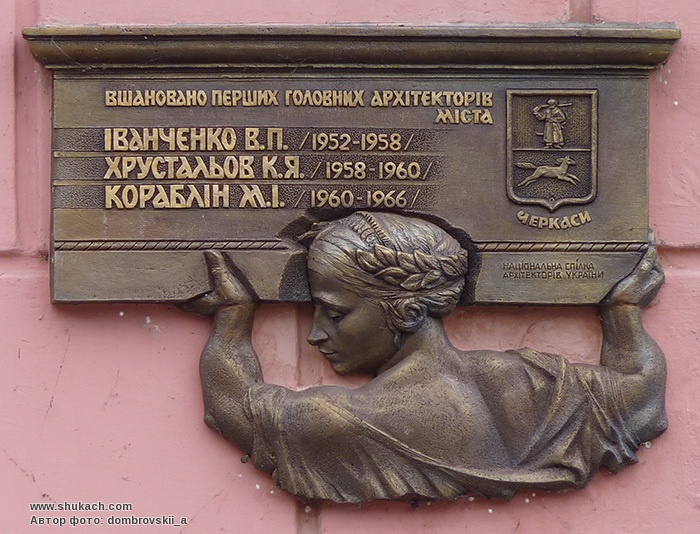 ВШАНОВАНО ПЕРШИХ ГОЛОВНИХ АРХІТЕКТОРІВ
МІСТА
ІВАНЧЕНКО В.П. /1952-1958/
ХРУСТАЛЬОВ К.Я. /1958-1960/
КОРАБЛІН М.І. /1960-1966/
ЧЕРКАСИ
НАЦІОНАЛЬНА СПІЛКА
АРХІТЕКТОРІВ УКРАЇНИ
www.shukach.com
Автор фото: dombrovskii_a